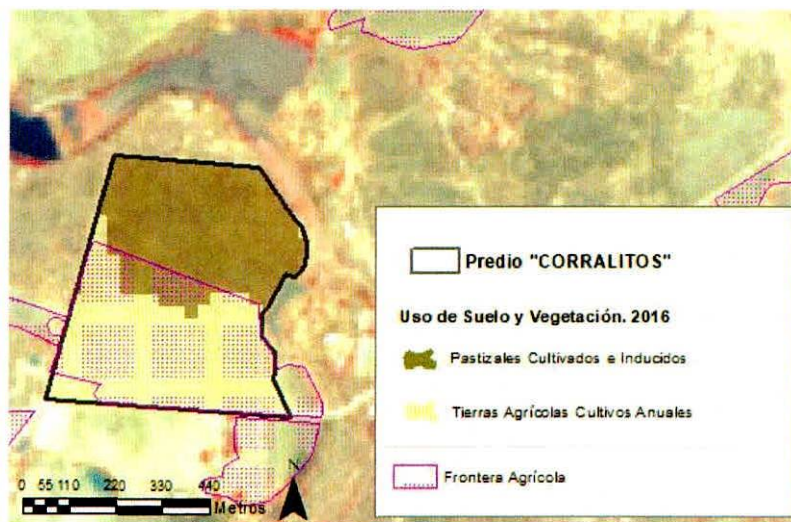 Predio "CORRALITOS"
Uso de Suelo y Vegetación. 2016
Pastizales Cultivados e Inducidos
Tierras Agrícolas Cultivos Anuales
Frontera Agrícola
N
0 55 110 220 330 440
Metros